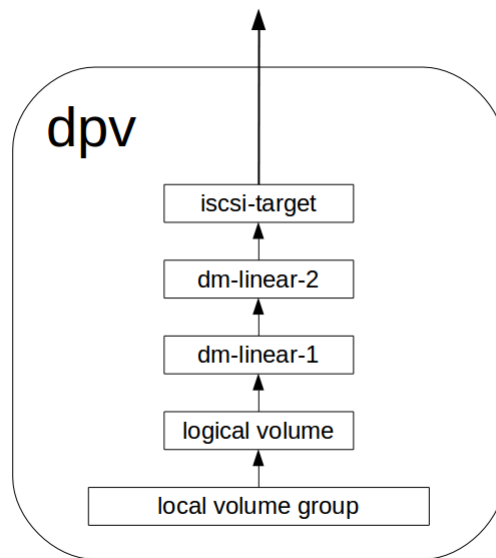 dpv
iscsi-target
dm-linear-2
dm-linear-1
logical volume
local volume group